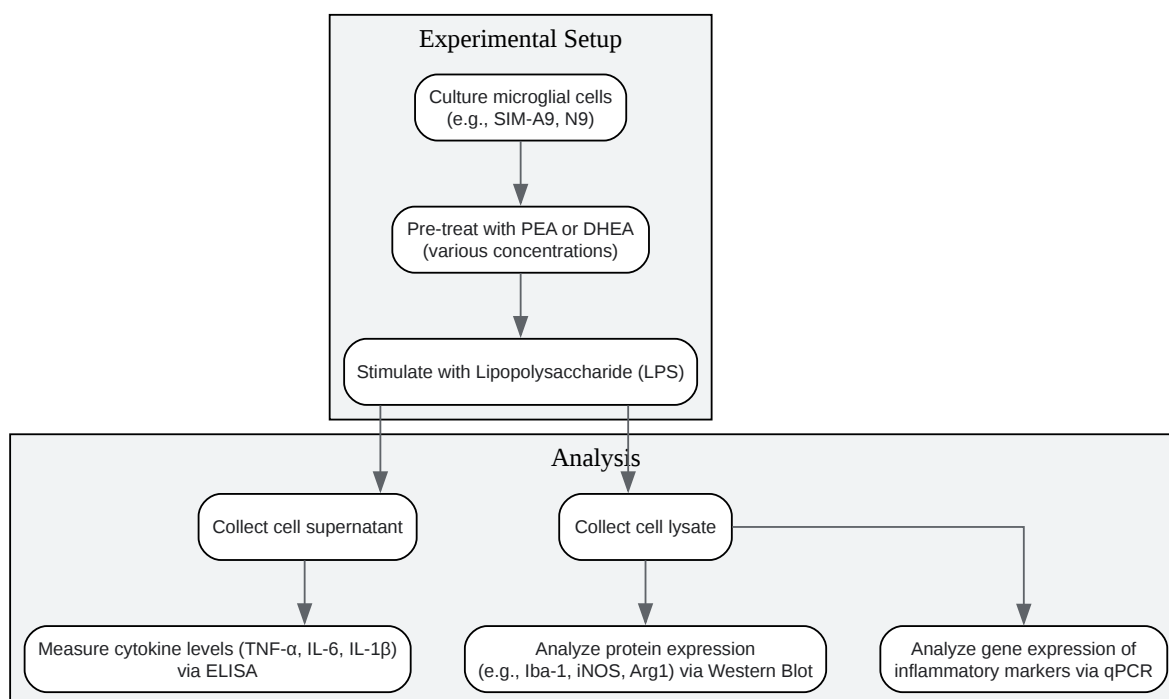 Experimental Setup
Culture microglial cells
(e.g., SIM-A9, N9)
Pre-treat with PEA or DHEA
(various concentrations)
Stimulate with Lipopolysaccharide (LPS)
Analysis
Collect cell supernatant
Collect cell lysate
Measure cytokine levels (TNF-α, IL-6, IL-1β)
via ELISA
Analyze protein expression
(e.g., Iba-1, iNOS, Arg1) via Western Blot
Analyze gene expression of
inflammatory markers via qPCR